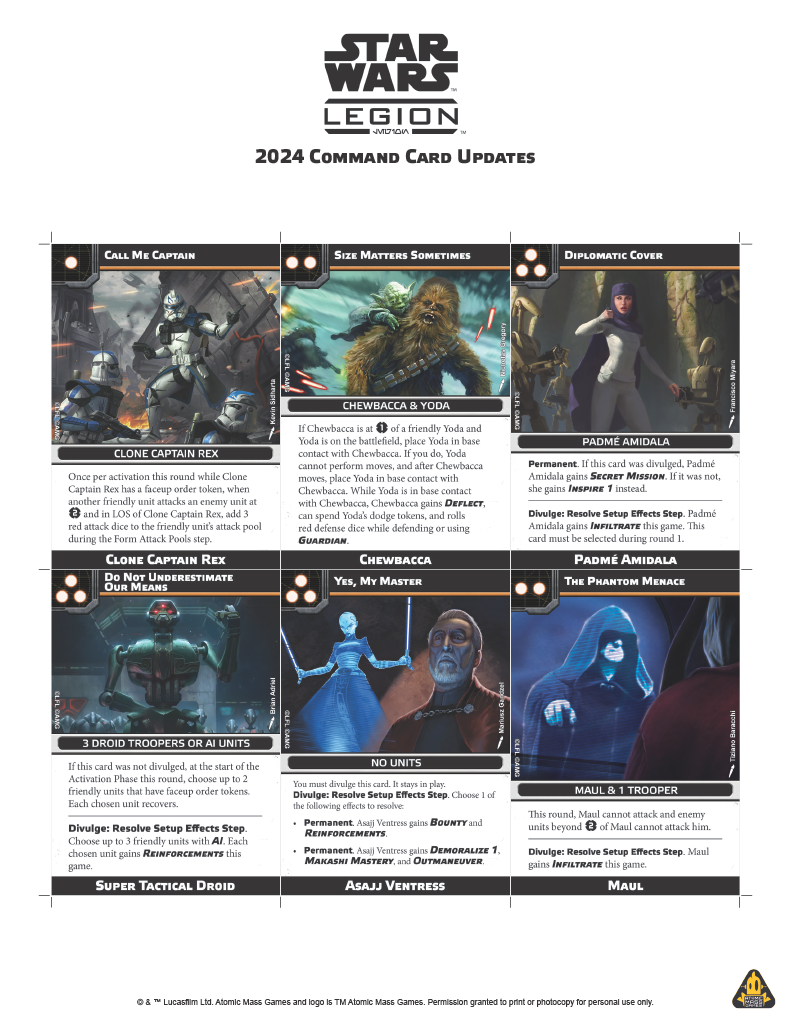 STAR
WARS
™
LEGION
™
2024 Command Card Updates
Call Me Captain
©LFL ©AMG
Kevin Sidharta
CLONE CAPTAIN REX
Once per activation this round while Clone
Captain Rex has a faceup order token, when
another friendly unit attacks an enemy unit at
2 and in LOS of Clone Captain Rex, add 3
red attack dice to the friendly unit's attack pool
during the Form Attack Pools step.
Clone Captain Rex
Size Matters Sometimes
©LFL ©AMG
CHEWBACCA & YODA
If Chewbacca is at 1 of a friendly Yoda and
Yoda is on the battlefield, place Yoda in base
contact with Chewbacca. If you do, Yoda
cannot perform moves, and after Chewbacca
moves, place Yoda in base contact with
Chewbacca. While Yoda is in base contact
with Chewbacca, Chewbacca gains Deflect,
can spend Yoda's dodge tokens, and rolls
red defense dice while defending or using
Guardian.
Chewbacca
Diplomatic Cover
©LFL ©AMG
Francisco Miyara
PADMÉ AMIDALA
Permanent. If this card was divulged, Padmé
Amidala gains Secret Mission. If it was not,
she gains Inspire 1 instead.
Divulge: Resolve Setup Effects Step. Padmé
Amidala gains Infiltrate this game. This
card must be selected during round 1.
Padmé Amidala
Do Not Underestimate
Our Means
©LFL ©AMG
Brian Adriel
3 DROID TROOPERS OR AI UNITS
If this card was not divulged, at the start of the
Activation Phase this round, choose up to 2
friendly units that have faceup order tokens.
Each chosen unit recovers.
Divulge: Resolve Setup Effects Step.
Choose up to 3 friendly units with AI. Each
chosen unit gains Reinforcements this
game.
Super Tactical Droid
Yes, My Master
©LFL ©AMG
Mariusz Gandzel
NO UNITS
You must divulge this card. It stays in play.
Divulge: Resolve Setup Effects Step. Choose 1 of
the following effects to resolve:
• Permanent. Asajj Ventress gains Bounty and
Reinforcements.
• Permanent. Asajj Ventress gains Demoralize 1,
Makashi Mastery, and Outmaneuver.
Asajj Ventress
The Phantom Menace
©LFL ©AMG
Tiziano Baracchi
MAUL & 1 TROOPER
This round, Maul cannot attack and enemy
units beyond 2 of Maul cannot attack him.
Divulge: Resolve Setup Effects Step. Maul
gains Infiltrate this game.
Maul
© & ™ Lucasfilm Ltd. Atomic Mass Games and logo is TM Atomic Mass Games. Permission granted to print or photocopy for personal use only.
ATOMIC
MASS
GAMES